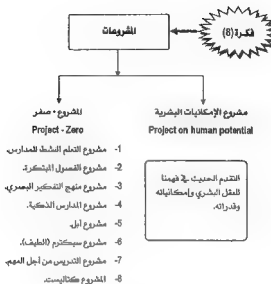 فكرة (8)
المشروعات
مشروع الإمكانيات البشرية
Project on human potential
التقدم الحديث في فهمنا
للعقل البشري وإمكانياته
وقدراته.
المشروع - صفر
Project - Zero
1- مشروع التعلم النشط للمدارس.
2- مشروع الفصول المبتكرة.
3- مشروع منهج التفكير البصري.
4- مشروع المدارس الذكية.
5- مشروع أبل.
6- مشروع سبكترم (الطيف).
7- مشروع التدريس من أجل الفهم.
8- المشروع كتاليست.